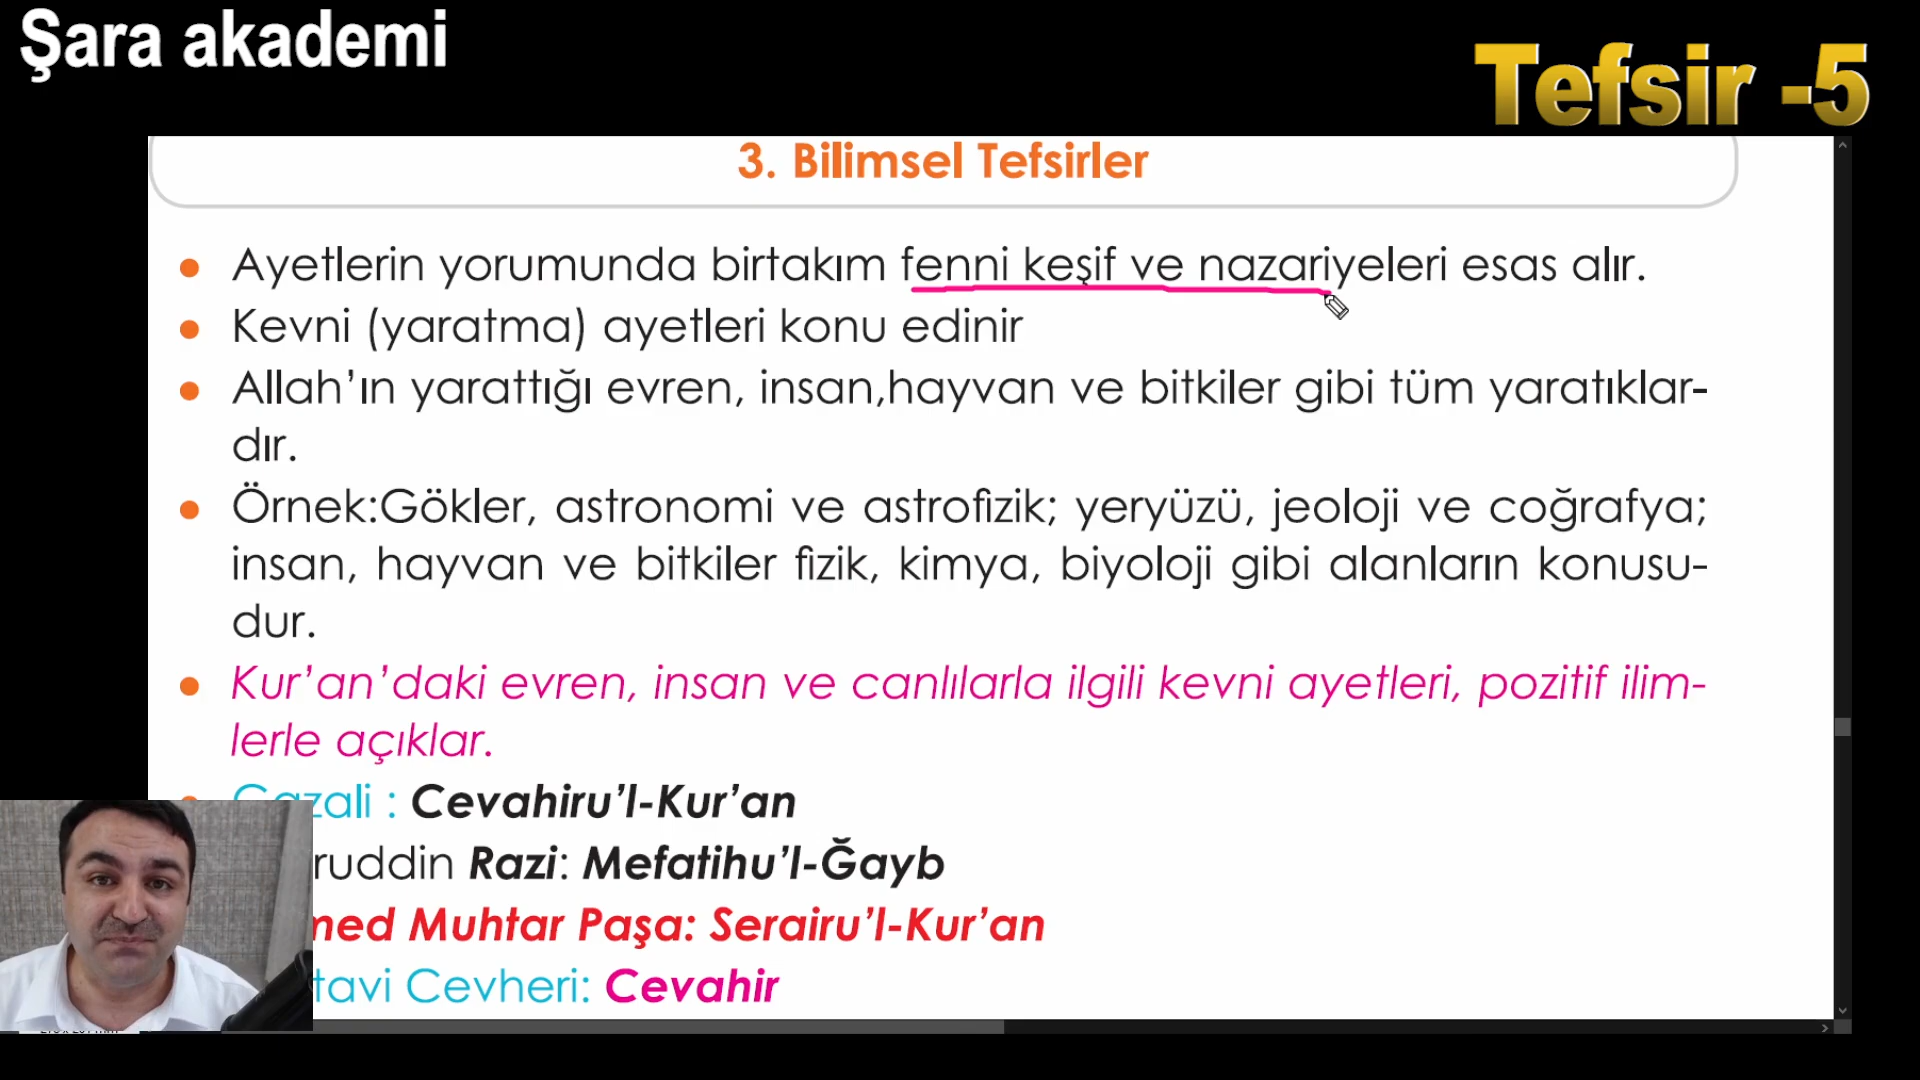 Şara akademi
Tefsir -5
3. Bilimsel Tefsirler
Ayetlerin yorumunda birtakım fenni keşif ve nazariyeleri esas alır.
Kevni (yaratma) ayetleri konu edinir
Allah’ın yarattığı evren, insan,hayvan ve bitkiler gibi tüm yaratıklar-
dır.
Örnek:Gökler, astronomi ve astrofizik; yeryüzü, jeoloji ve coğrafya;
insan, hayvan ve bitkiler fizik, kimya, biyoloji gibi alanların konusu-
dur.
Kur’an’daki evren, insan ve canlılarla ilgili kevni ayetleri, pozitif ilim-
lerle açıklar.
Gazali : Cevahiru’l-Kur’an
ruddin Razi: Mefatihu’l-Ğayb
med Muhtar Paşa: Serairu’l-Kur’an
tavi Cevheri: Cevahir